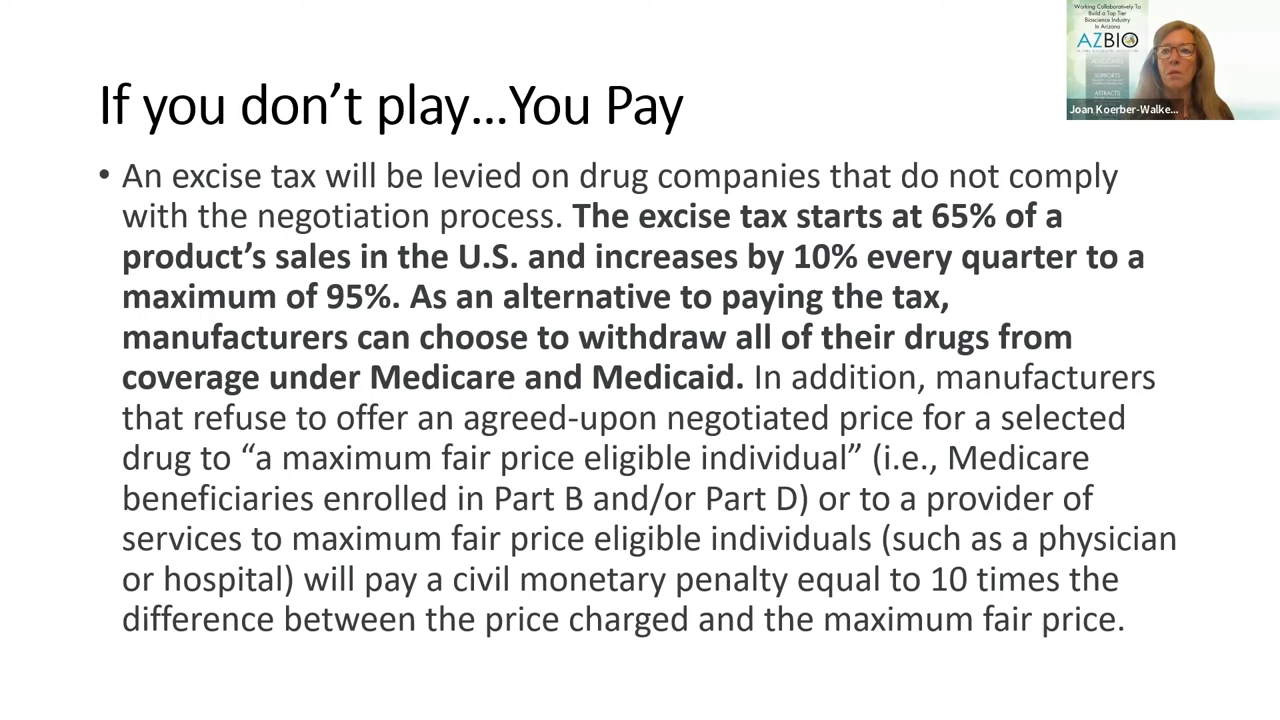 Working Collaboratively To
Build a Top Tier
Bioscience Industry
In Arizona
AZBIO
ADVOCATES
SUPPORTS
ATTRACTS
Joan Koerber-Walke...
If you don’t play...You Pay
• An excise tax will be levied on drug companies that do not comply
with the negotiation process. The excise tax starts at 65% of a
product’s sales in the U.S. and increases by 10% every quarter to a
maximum of 95%. As an alternative to paying the tax,
manufacturers can choose to withdraw all of their drugs from
coverage under Medicare and Medicaid. In addition, manufacturers
that refuse to offer an agreed-upon negotiated price for a selected
drug to “a maximum fair price eligible individual” (i.e., Medicare
beneficiaries enrolled in Part B and/or Part D) or to a provider of
services to maximum fair price eligible individuals (such as a physician
or hospital) will pay a civil monetary penalty equal to 10 times the
difference between the price charged and the maximum fair price.